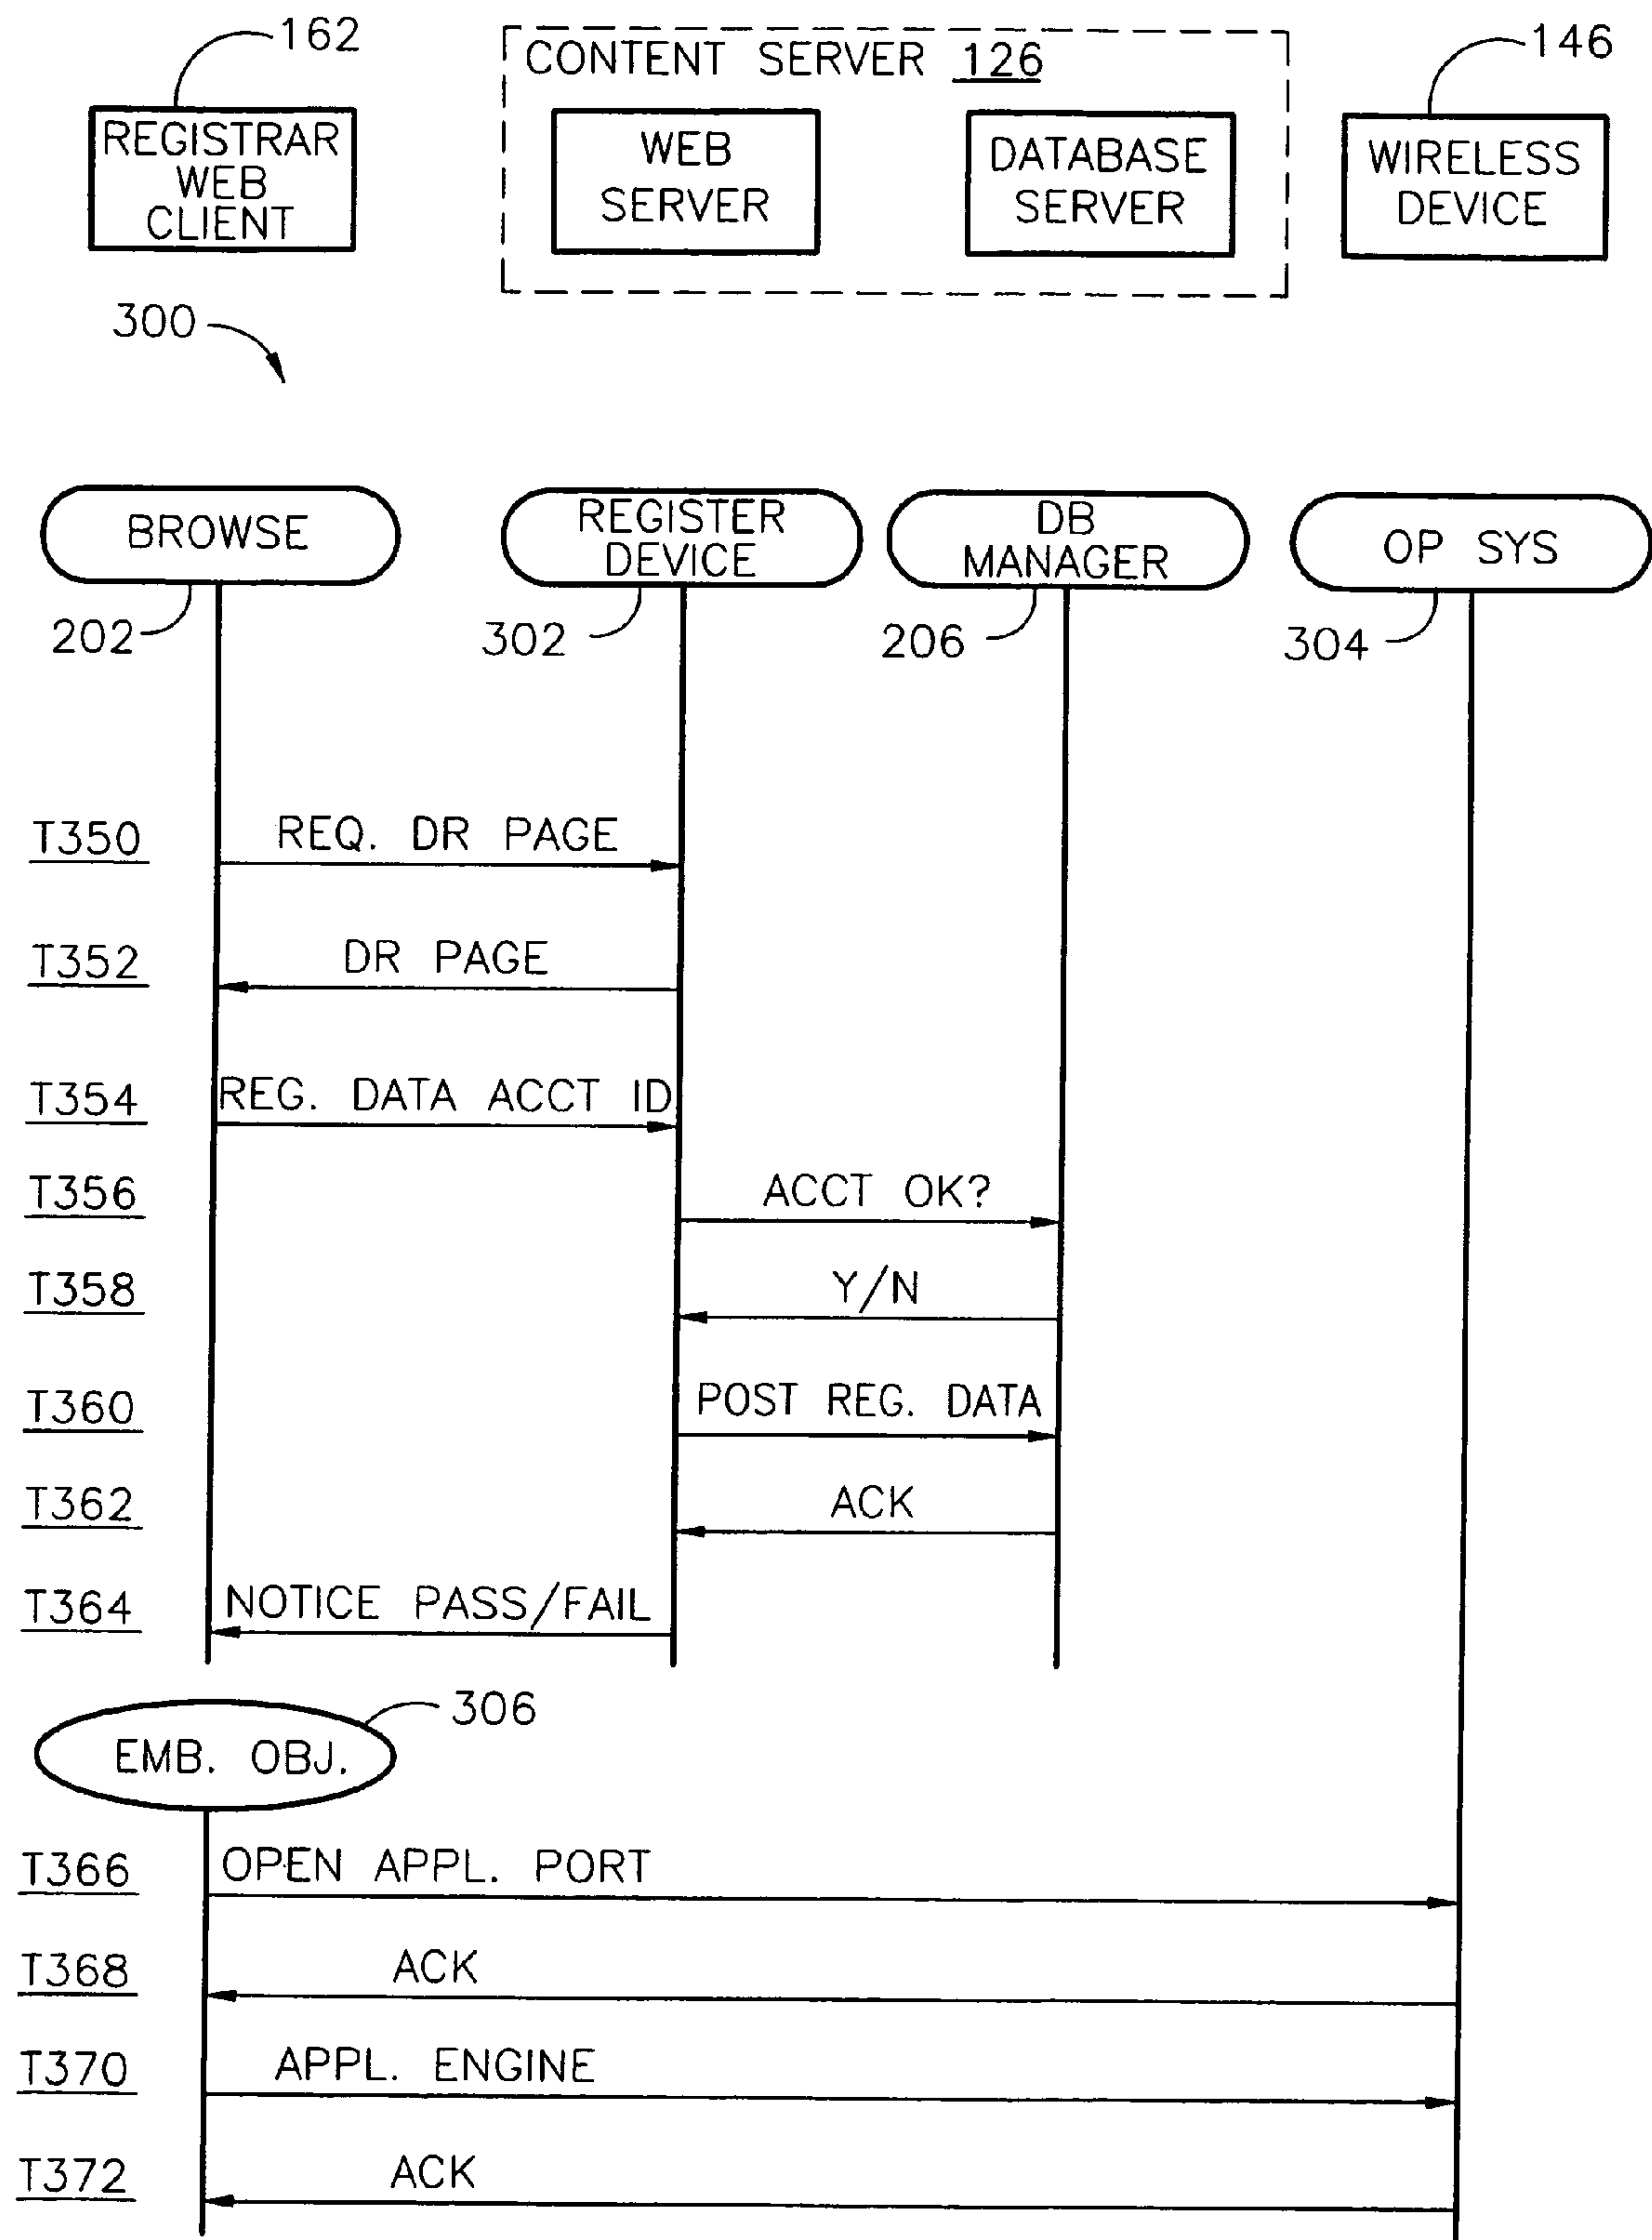 162
CONTENT SERVER 126
146
REGISTRAR
WEB
CLIENT
WEB
SERVER
DATABASE
SERVER
WIRELESS
DEVICE
300
BROWSE
REGISTER
DEVICE
DB
MANAGER
OP SYS
202
302
206
304
T350
REQ. DR PAGE
T352
DR PAGE
T354
REG. DATA ACCT ID
T356
ACCT OK?
T358
Y/N
T360
POST REG. DATA
T362
ACK
T364
NOTICE PASS/FAIL
306
EMB. OBJ.
T366
OPEN APPL. PORT
T368
ACK
T370
APPL. ENGINE
T372
ACK